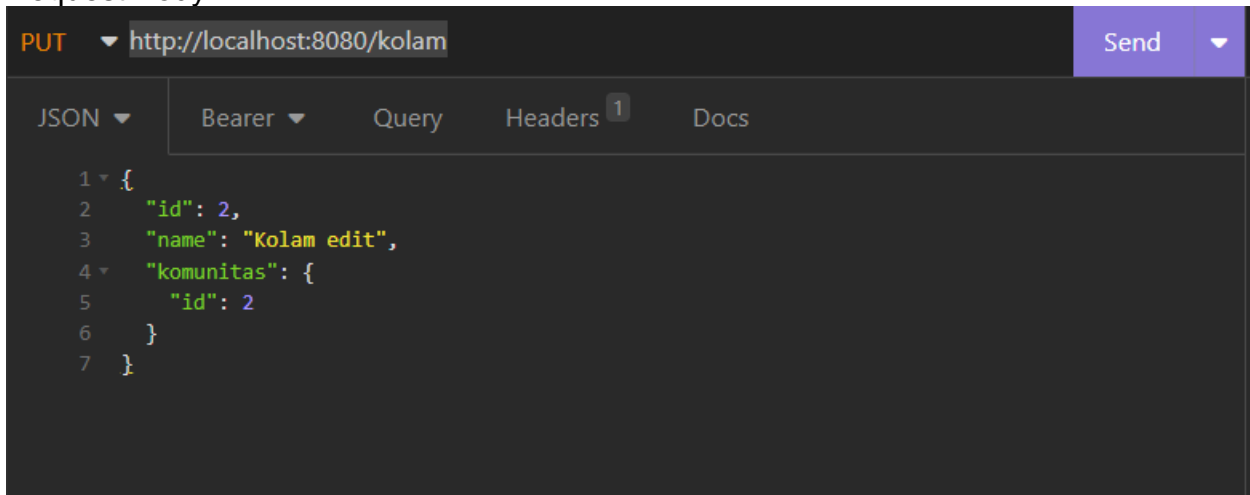 PUT http://localhost:8080/kolam Send
JSON Bearer Query Headers 1 Docs
1 {
2 "id": 2,
3 "name": "Kolam edit",
4 "komunitas": {
5 "id": 2
6 }
7 }